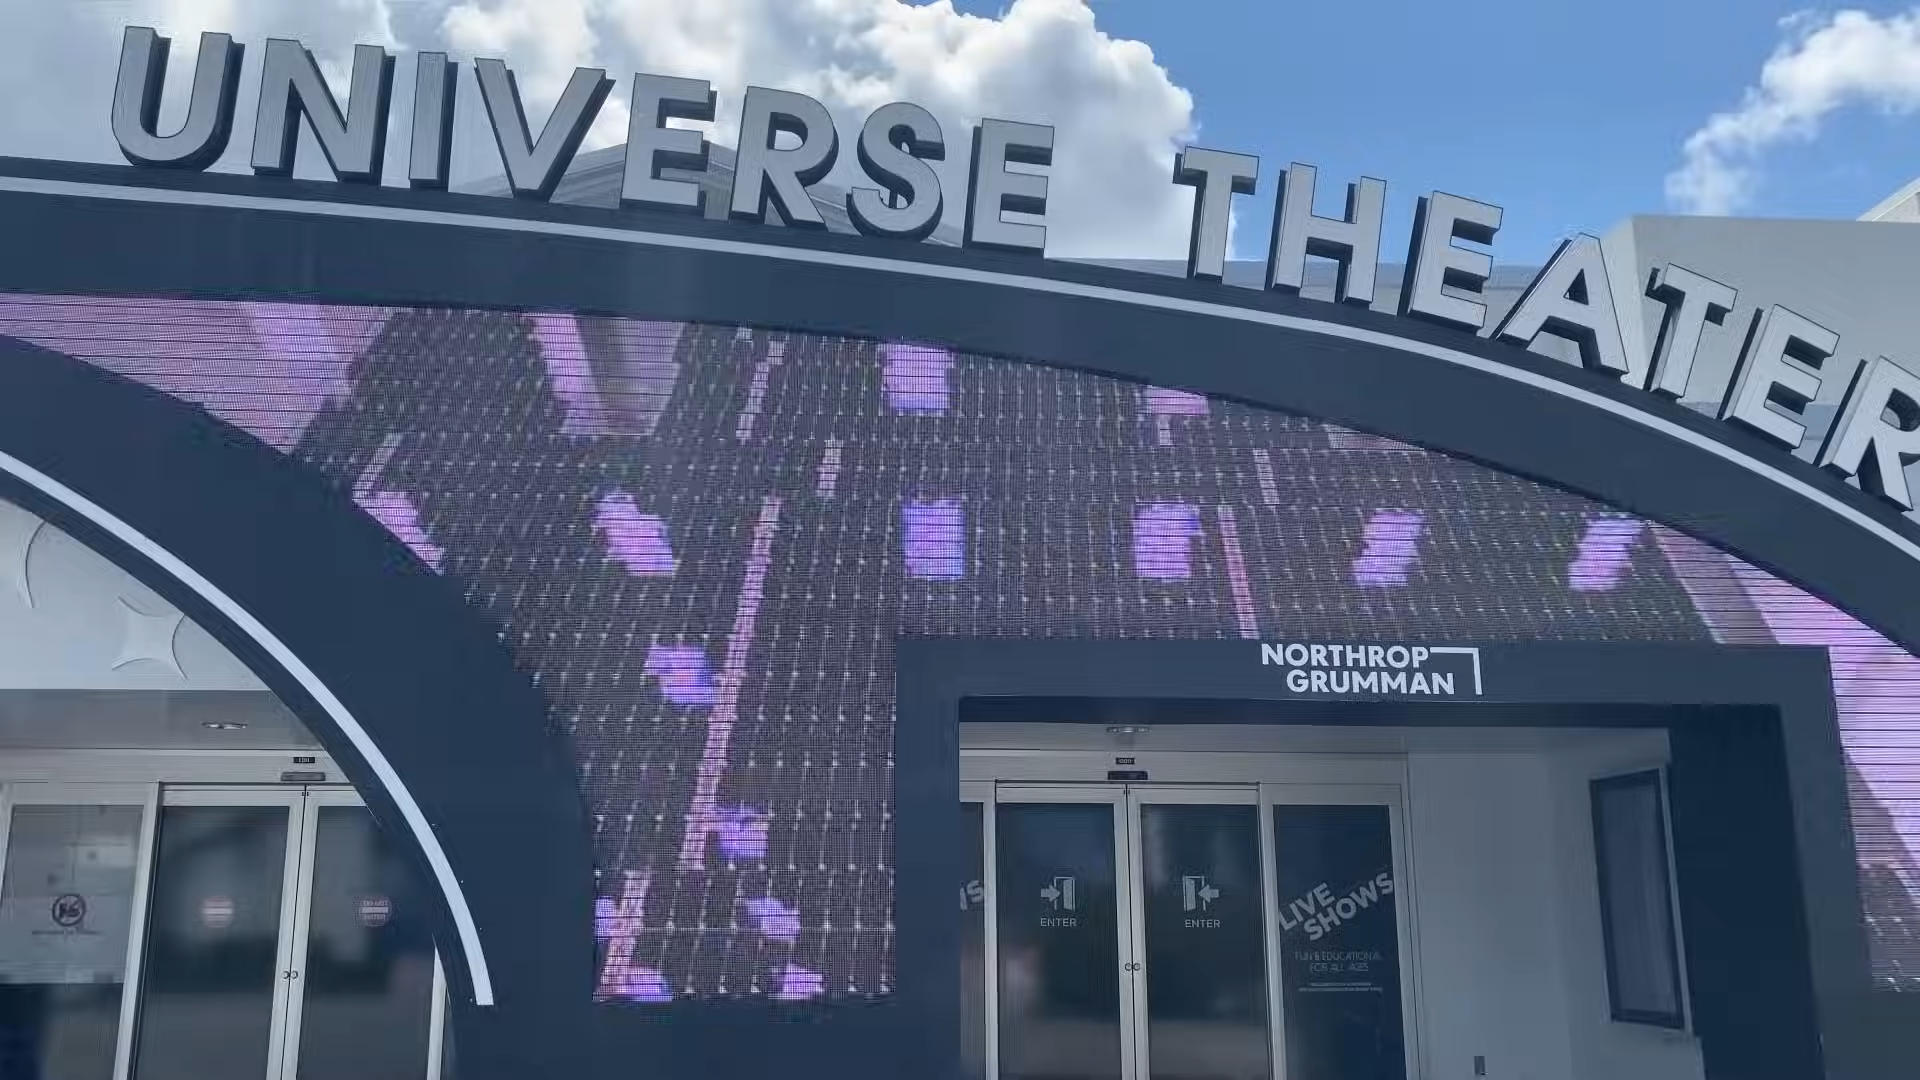 UNIVERSE THEATER
NORTHROP
GRUMMAN
ENTER
ENTER
LIVE
SHOWS
FUN & EDUCATIONAL
FOR ALL AGES